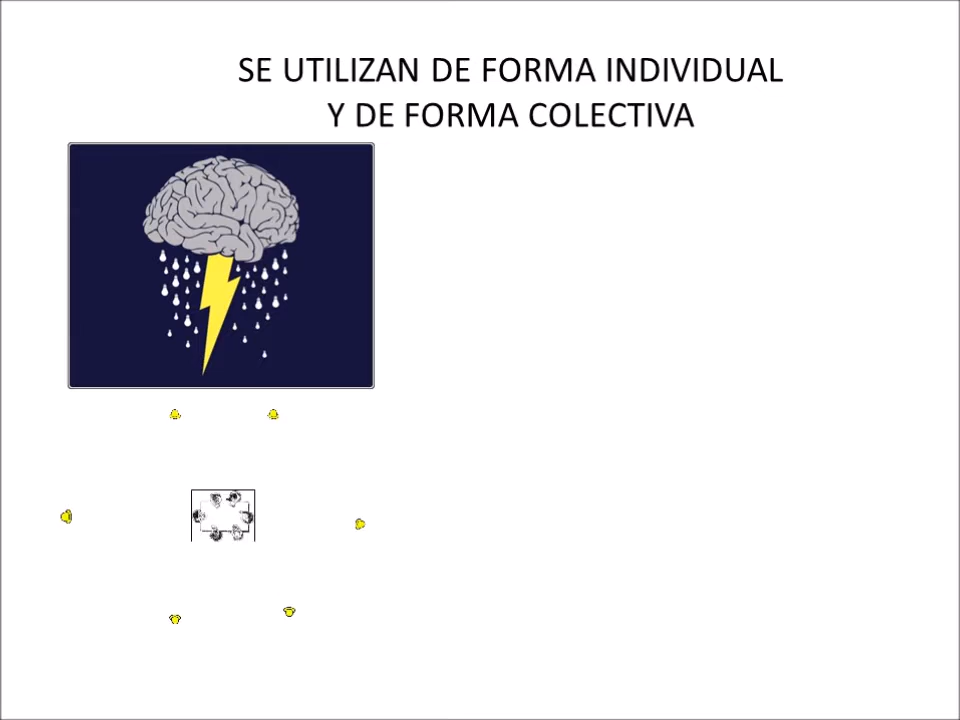 SE UTILIZAN DE FORMA INDIVIDUAL
Y DE FORMA COLECTIVA